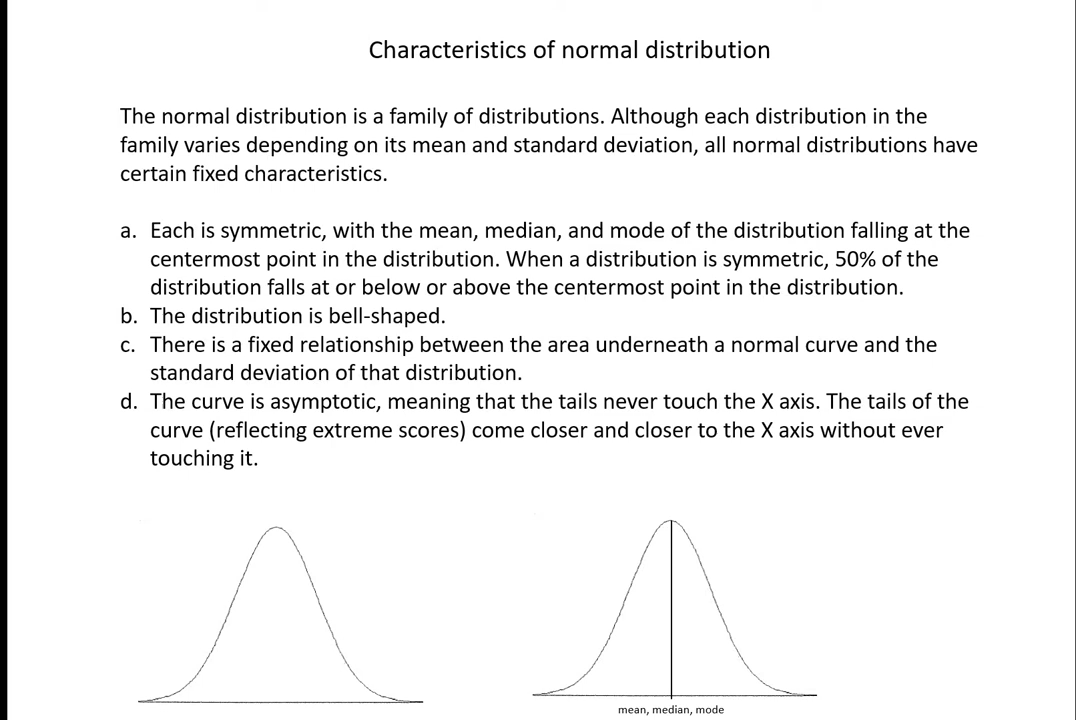 Characteristics of normal distribution
The normal distribution is a family of distributions. Although each distribution in the
family varies depending on its mean and standard deviation, all normal distributions have
certain fixed characteristics.
a. Each is symmetric, with the mean, median, and mode of the distribution falling at the
centermost point in the distribution. When a distribution is symmetric, 50% of the
distribution falls at or below or above the centermost point in the distribution.
b. The distribution is bell-shaped.
c. There is a fixed relationship between the area underneath a normal curve and the
standard deviation of that distribution.
d. The curve is asymptotic, meaning that the tails never touch the X axis. The tails of the
curve (reflecting extreme scores) come closer and closer to the X axis without ever
touching it.
mean, median, mode